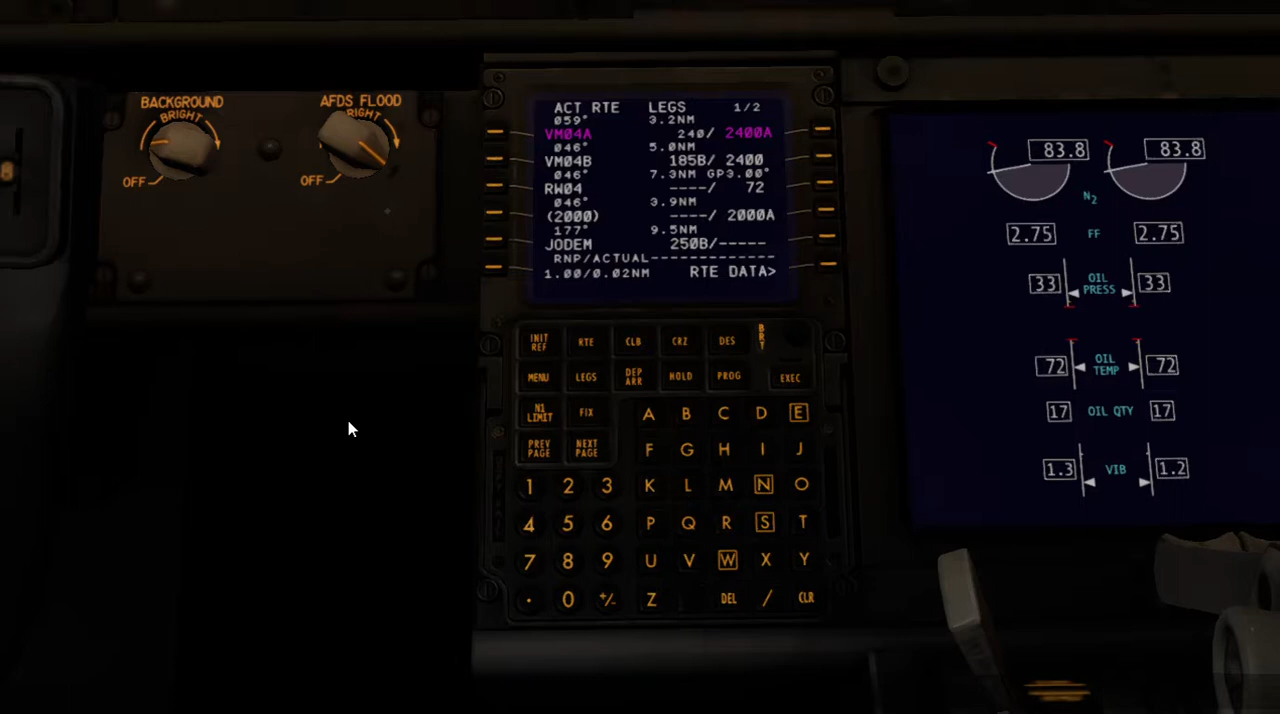 BACKGROUND
BRIGHT
OFF
AFDS FLOOD
RIGHT
OFF
ACT RTE LEGS 1/2
059° 3.2NM
VM04A 240/ 2400A
046° 5.0NM
VM04B 185B/ 2400
046° 7.3NM GP3.00°
RW04 ----/ 72
046° 3.9NM
(2000) ----/ 2000A
177° 9.5NM
JODEM 250B/-----
RNP/ACTUAL-------------
1.00/0.02NM RTE DATA>
INIT REF RTE CLB CRZ DES BRT
MENU LEGS DEP ARR HOLD PROG EXEC
N1 LIMIT FIX A B C D E
PREV PAGE NEXT PAGE F G H I J
1 2 3 K L M N O
4 5 6 P Q R S T
7 8 9 U V W X Y
. 0 +/- Z DEL / CLR
83.8 83.8
N2
2.75 FF 2.75
33 OIL PRESS 33
72 OIL TEMP 72
17 OIL QTY 17
1.3 VIB 1.2